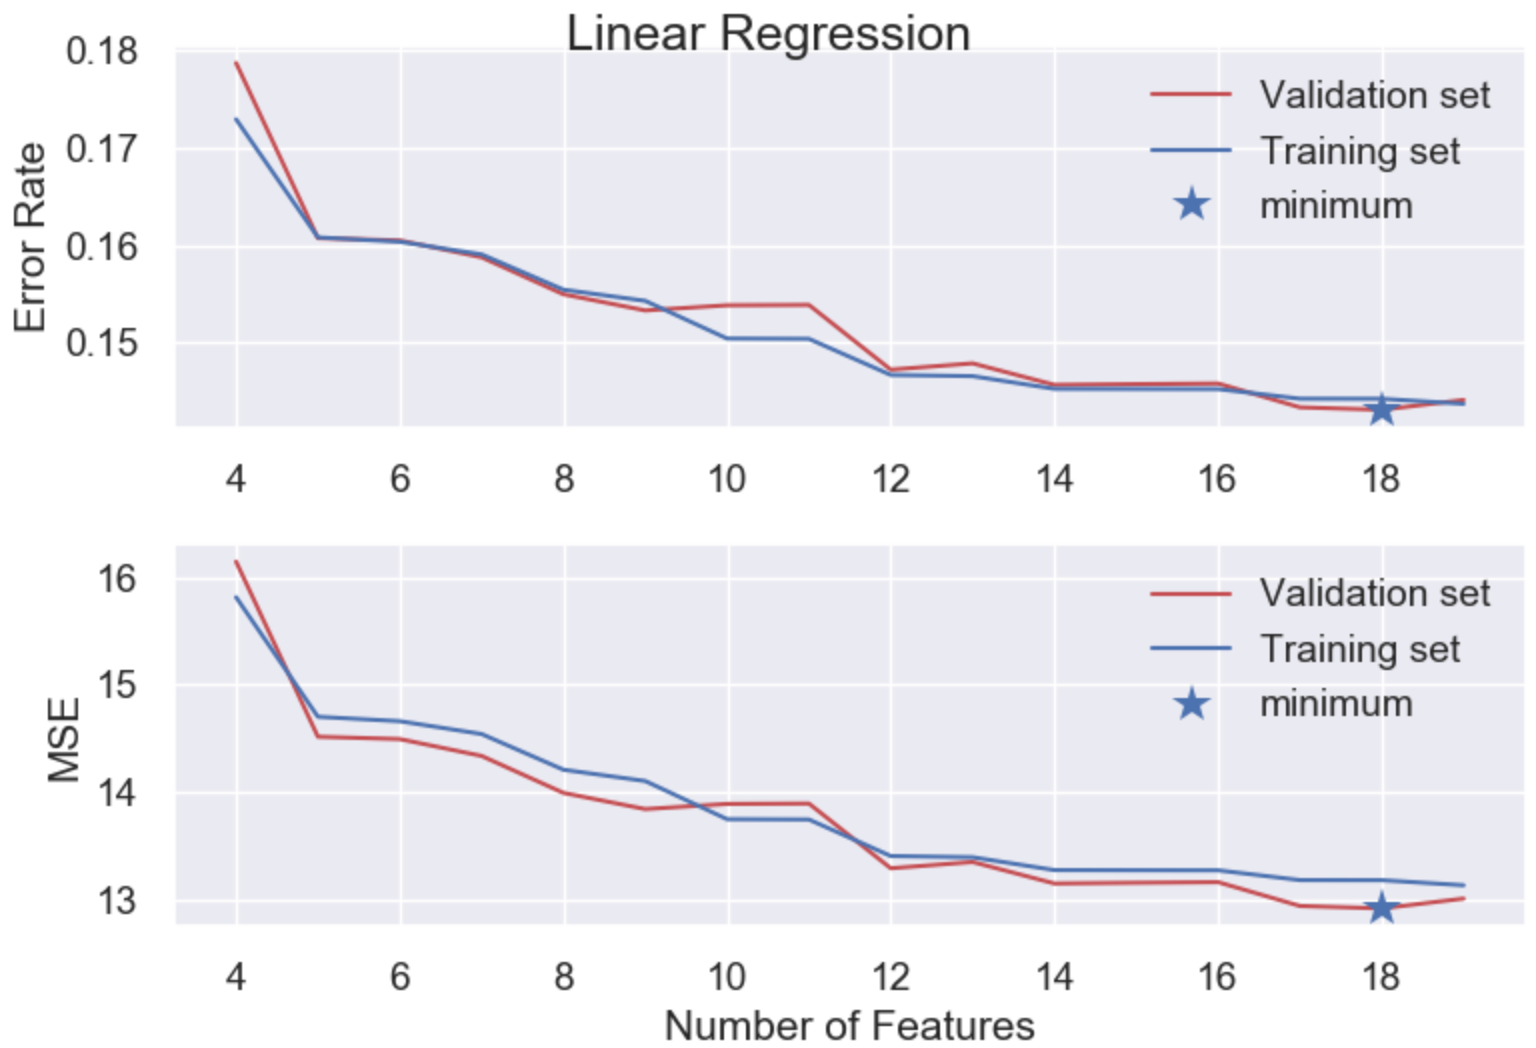 Linear Regression
Error Rate
0.18
0.17
0.16
0.15
Validation set
Training set
minimum
4 6 8 10 12 14 16 18
MSE
16
15
14
13
Validation set
Training set
minimum
4 6 8 10 12 14 16 18
Number of Features